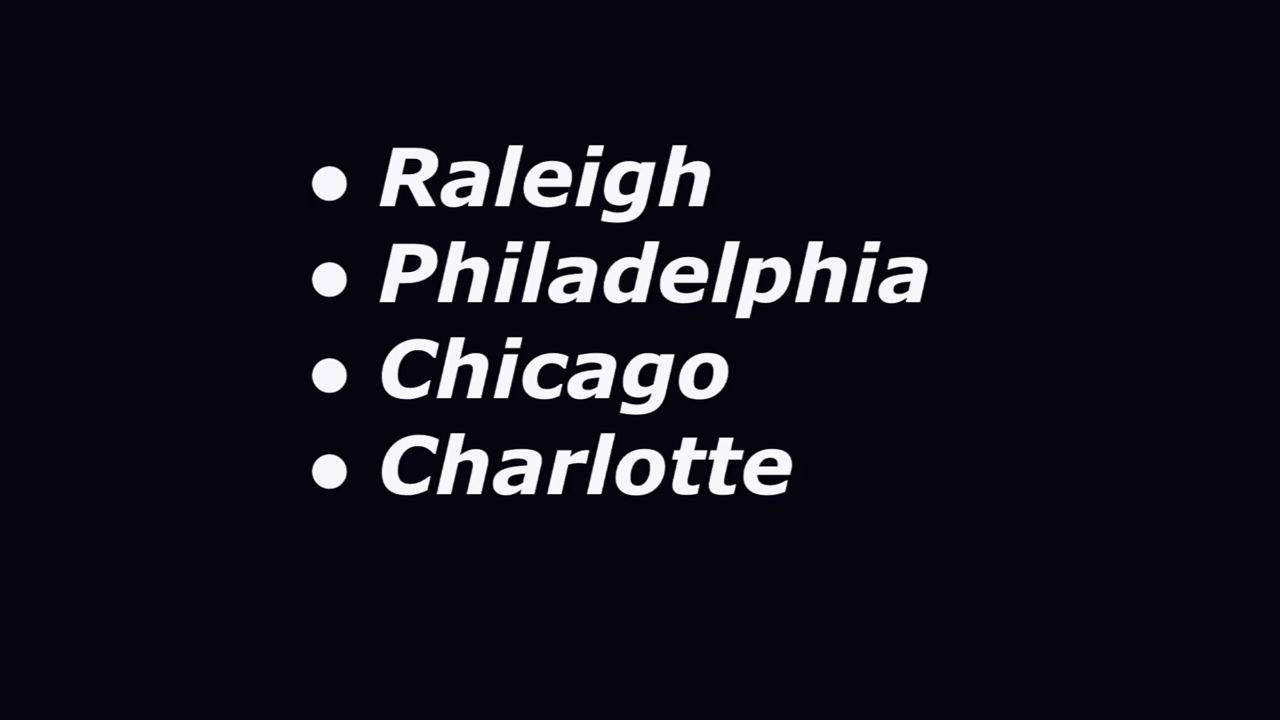 • Raleigh
• Philadelphia
• Chicago
• Charlotte